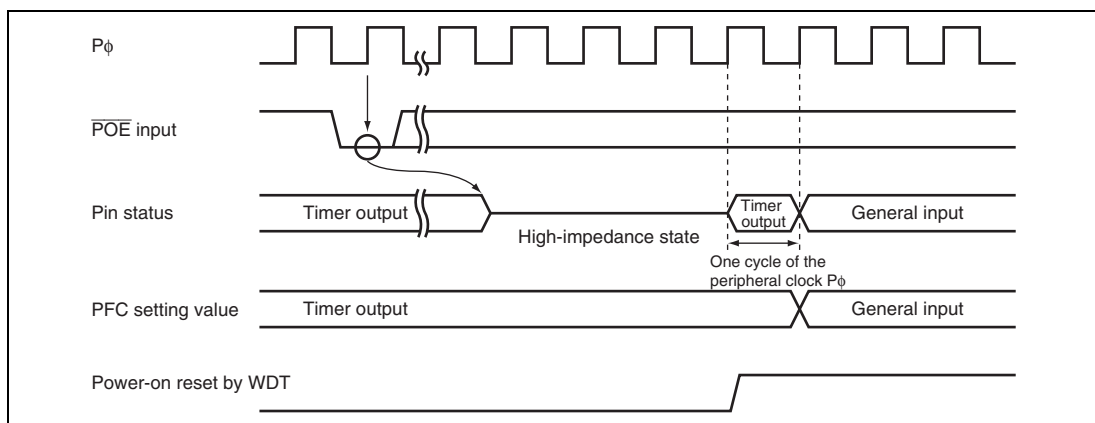 Pϕ
POE input
Pin status
Timer output
High-impedance state
Timer
output
General input
One cycle of the
peripheral clock Pϕ
PFC setting value
Timer output
General input
Power-on reset by WDT